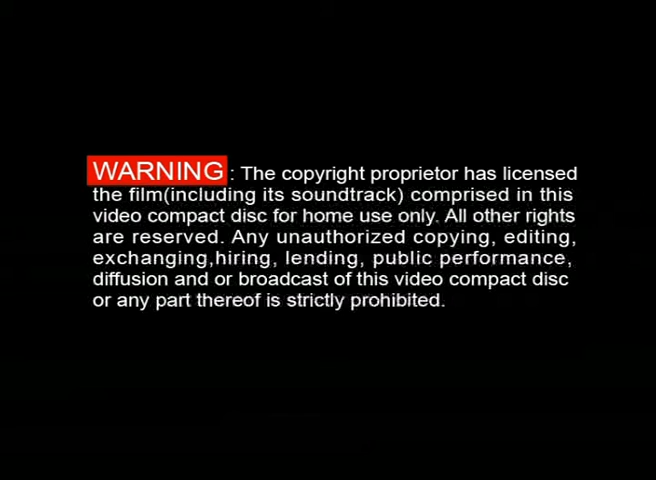 WARNING : The copyright proprietor has licensed
the film(including its soundtrack) comprised in this
video compact disc for home use only. All other rights
are reserved. Any unauthorized copying, editing,
exchanging,hiring, lending, public performance,
diffusion and or broadcast of this video compact disc
or any part thereof is strictly prohibited.